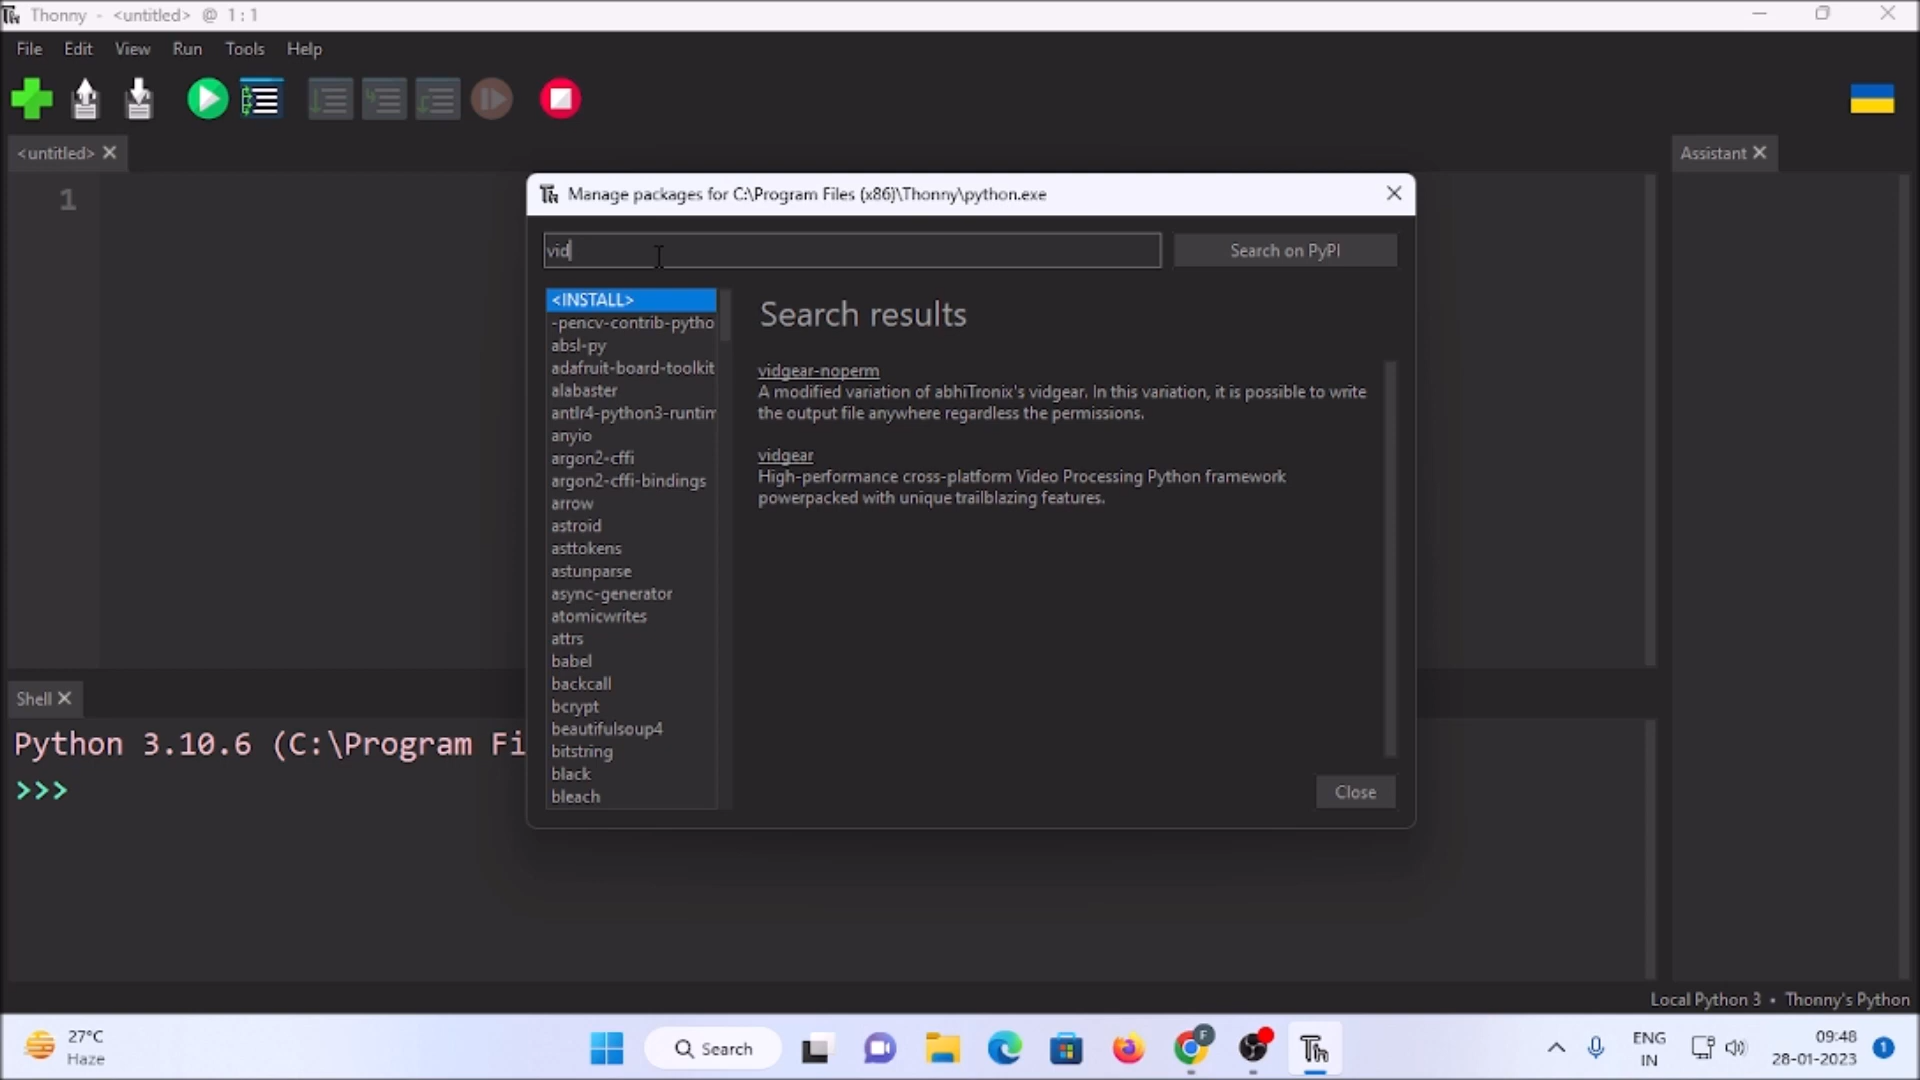 Thonny - <untitled> @ 1:1
File Edit View Run Tools Help
<untitled>
Assistant
1
Manage packages for C:\Program Files (x86)\Thonny\python.exe
vid
Search on PyPI
<INSTALL>
-pencv-contrib-pytho
absl-py
adafruit-board-toolkit
alabaster
antlr4-python3-runtim
anyio
argon2-cffi
argon2-cffi-bindings
arrow
astroid
asttokens
astunparse
async-generator
atomicwrites
attrs
babel
backcall
bcrypt
beautifulsoup4
bitstring
black
bleach
Search results
vidgear-noperm
A modified variation of abhiTronix's vidgear. In this variation, it is possible to write
the output file anywhere regardless the permissions.
vidgear
High-performance cross-platform Video Processing Python framework
powerpacked with unique trailblazing features.
Close
Shell
Python 3.10.6 (C:\Program Fi
>>>
Local Python 3 • Thonny's Python
27°C
Haze
Search
F
Th
ENG
IN
09:48
28-01-2023
1